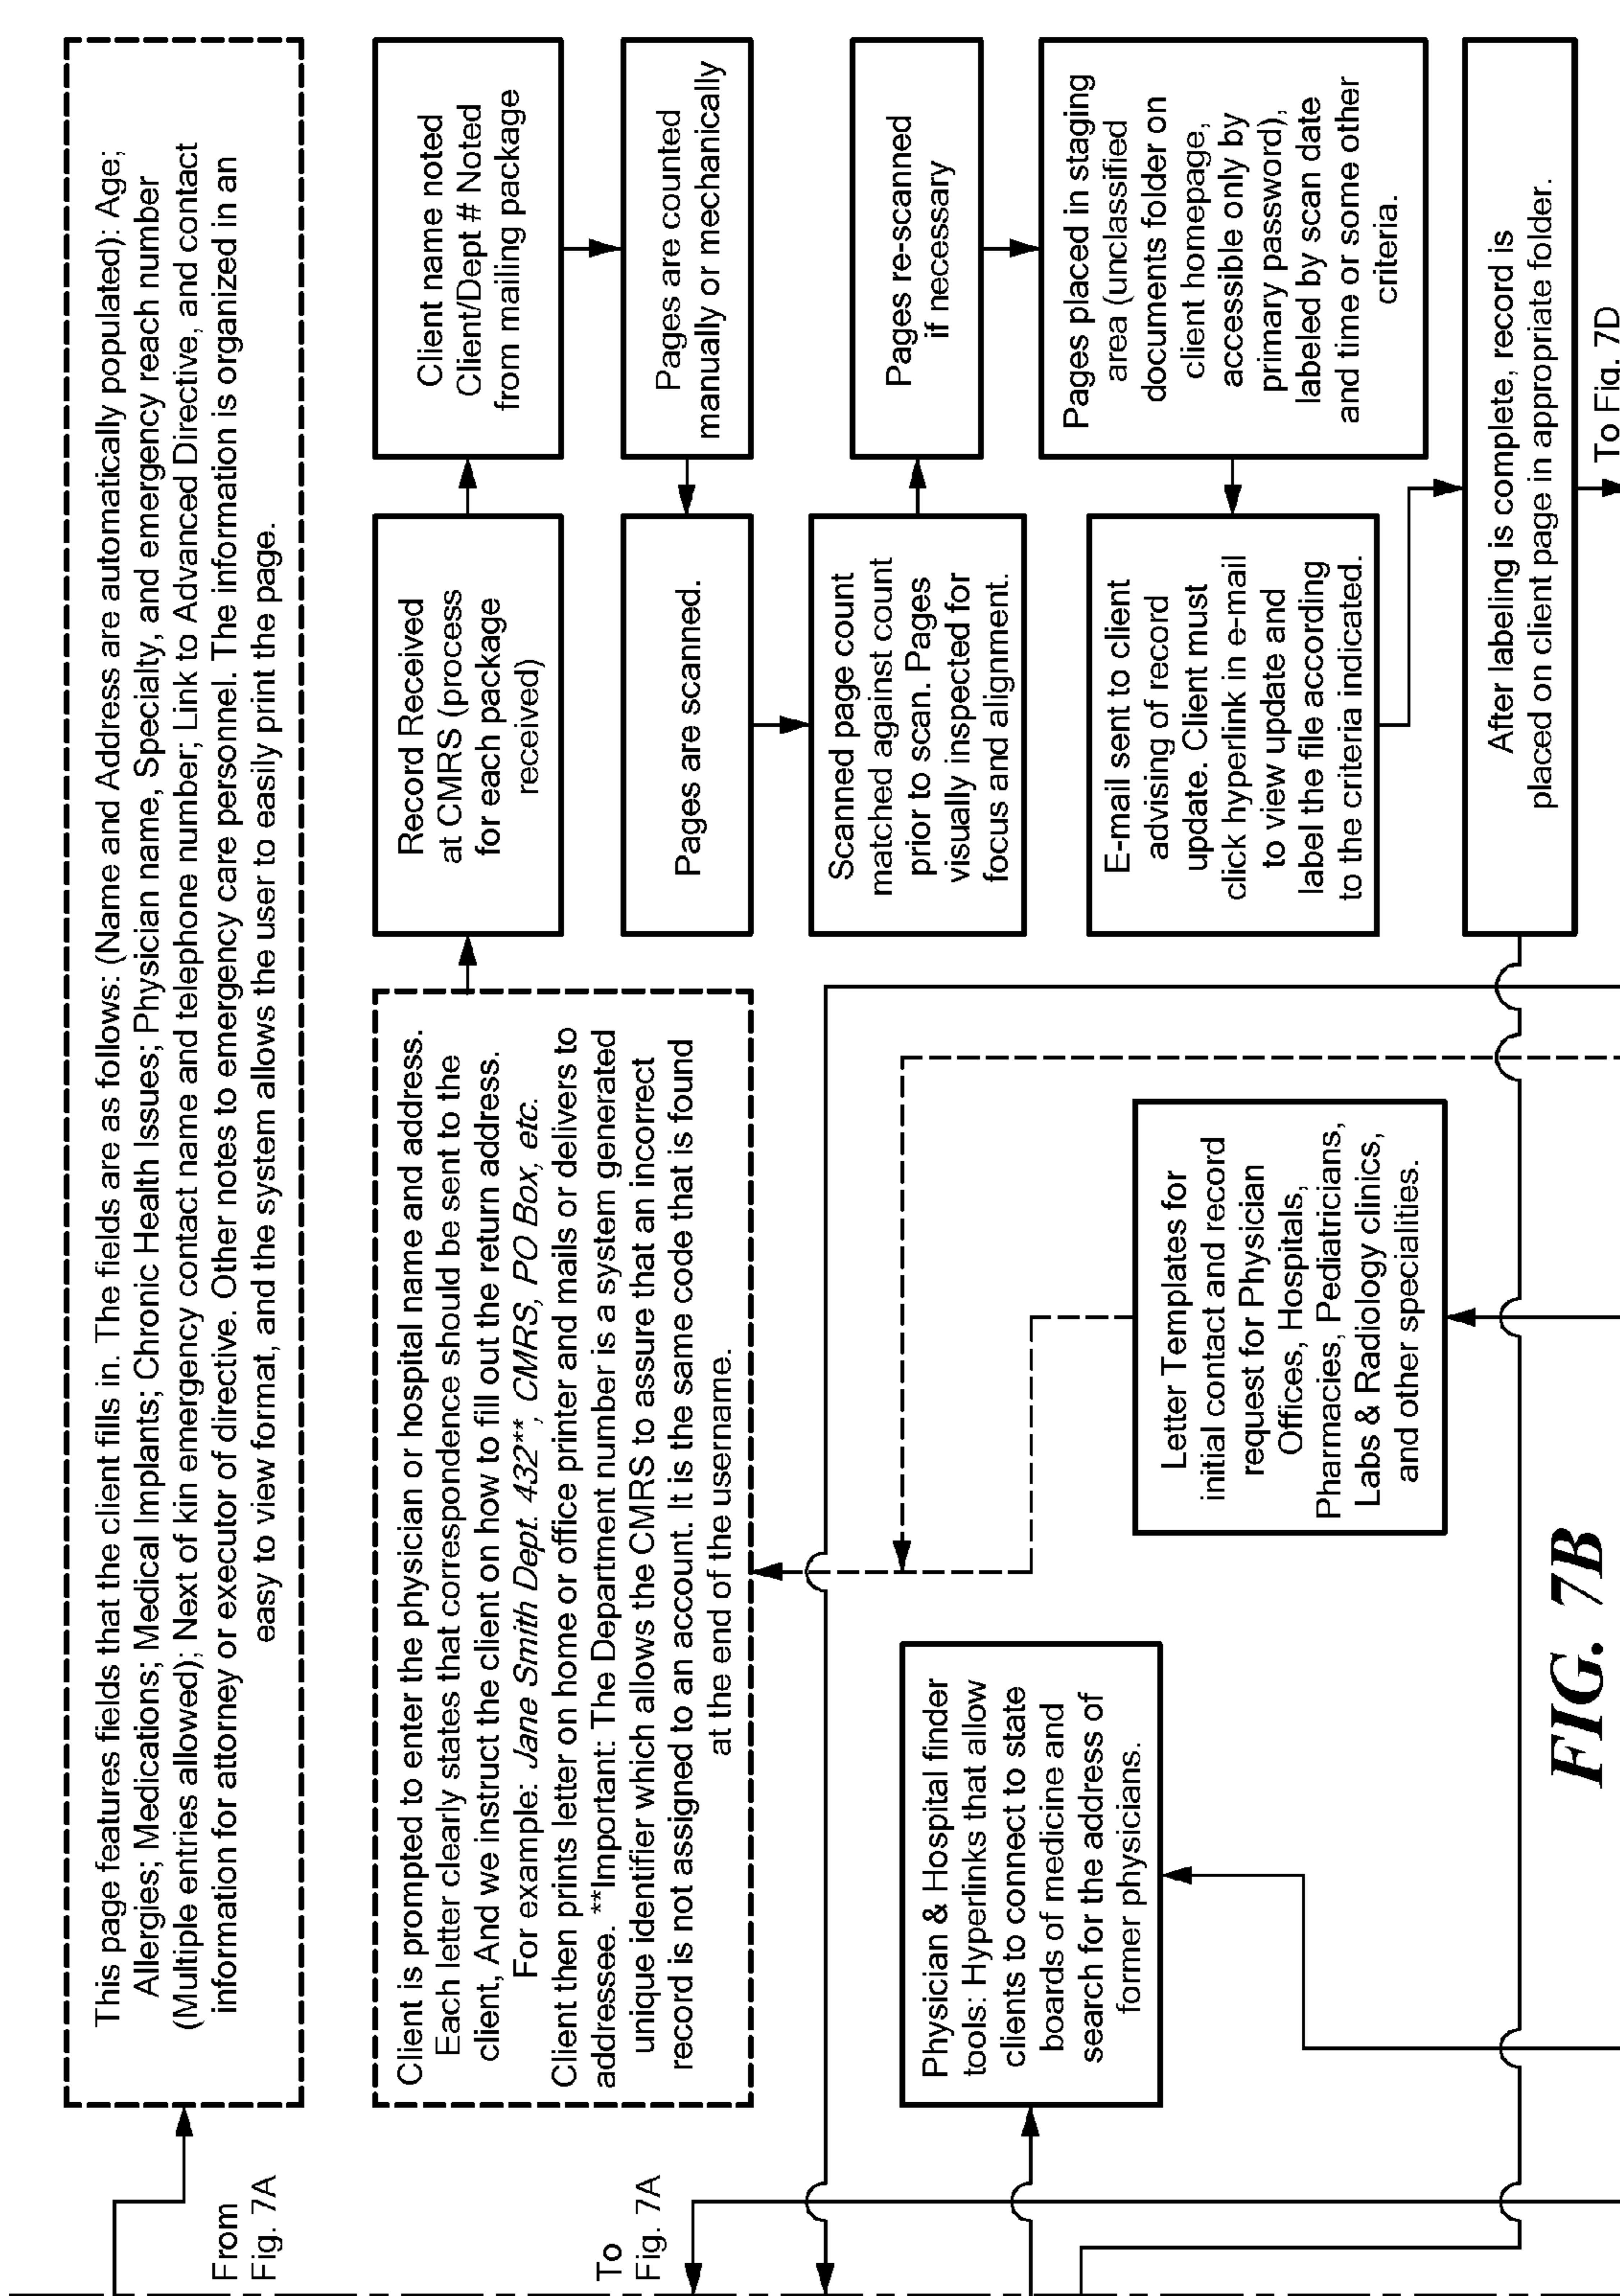 This page features fields that the client fills in. The fields are as follows: (Name and Address are automatically populated): Age;
Allergies; Medications; Medical Implants; Chronic Health Issues; Physician name, Specialty, and emergency reach number
(Multiple entries allowed); Next of kin emergency contact name and telephone number; Link to Advanced Directive, and contact
information for attorney or executor of directive. Other notes to emergency care personnel. The information is organized in an
easy to view format, and the system allows the user to easily print the page.
From
Fig. 7A
Client is prompted to enter the physician or hospital name and address.
Each letter clearly states that correspondence should be sent to the
client, And we instruct the client on how to fill out the return address.
For example: Jane Smith Dept. 432**, CMRS, PO Box, etc.
Client then prints letter on home or office printer and mails or delivers to
addressee. **Important: The Department number is a system generated
unique identifier which allows the CMRS to assure that an incorrect
record is not assigned to an account. It is the same code that is found
at the end of the username.
Record Received
at CMRS (process
for each package
received)
Client name noted
Client/Dept # Noted
from mailing package
Pages are counted
manually or mechanically
Pages are scanned.
Scanned page count
matched against count
prior to scan. Pages
visually inspected for
focus and alignment.
Pages re-scanned
if necessary
Pages placed in staging
area (unclassified
documents folder on
client homepage,
accessible only by
primary password),
labeled by scan date
and time or some other
criteria.
E-mail sent to client
advising of record
update. Client must
click hyperlink in e-mail
to view update and
label the file according
to the criteria indicated.
After labeling is complete, record is
placed on client page in appropriate folder.
To Fig. 7D
To
Fig. 7A
Physician & Hospital finder
tools: Hyperlinks that allow
clients to connect to state
boards of medicine and
search for the address of
former physicians.
Letter Templates for
initial contact and record
request for Physician
Offices, Hospitals,
Pharmacies, Pediatricians,
Labs & Radiology clinics,
and other specialities.
FIG. 7B